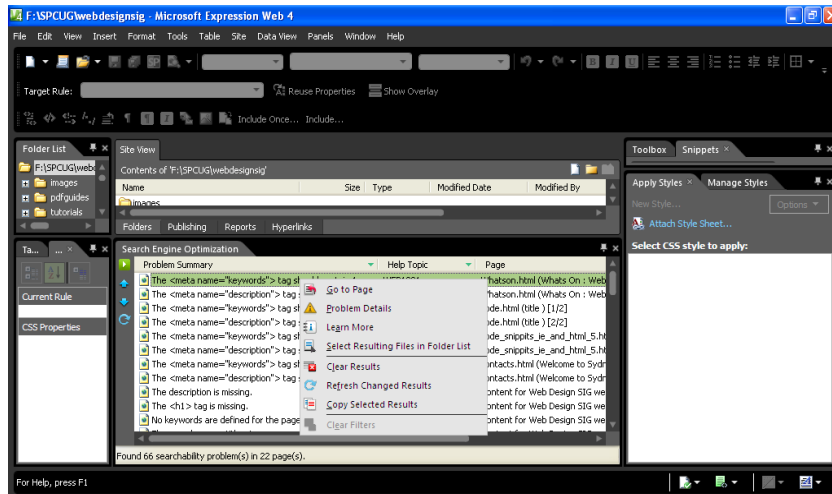 F:\SPCUG\webdesignsig - Microsoft Expression Web 4
File Edit View Insert Format Tools Table Site Data View Panels Window Help
Target Rule: Reuse Properties Show Overlay
Include Once... Include...
Folder List
F:\SPCUG\webd
images
pdfguides
tutorials
Site View
Contents of 'F:\SPCUG\webdesignsig'
Name Size Type Modified Date Modified By
images
Folders Publishing Reports Hyperlinks
Ta... ...
Current Rule
CSS Properties
Search Engine Optimization
Problem Summary Help Topic Page
The <meta name="keywords"> tag
The <meta name="description"> tag
The <meta name="keywords"> tag
The <meta name="description"> tag
The <meta name="keywords"> tag
The <meta name="description"> tag
The <meta name="keywords"> tag
The <meta name="description"> tag
The description is missing.
The <h1> tag is missing.
No keywords are defined for the page
hatson.html (Whats On : Web
hatson.html (Whats On : Web
de.html (title ) [1/2]
de.html (title ) [2/2]
de_snippits_ie_and_html_5.ht
de_snippits_ie_and_html_5.ht
ntacts.html (Welcome to Sydn
ntacts.html (Welcome to Sydn
ntent for Web Design SIG we
ntent for Web Design SIG we
ntent for Web Design SIG we
Go to Page
Problem Details
Learn More
Select Resulting Files in Folder List
Clear Results
Refresh Changed Results
Copy Selected Results
Clear Filters
Found 66 searchability problem(s) in 22 page(s).
Toolbox Snippets
Apply Styles Manage Styles
New Style... Options
Attach Style Sheet...
Select CSS style to apply:
For Help, press F1